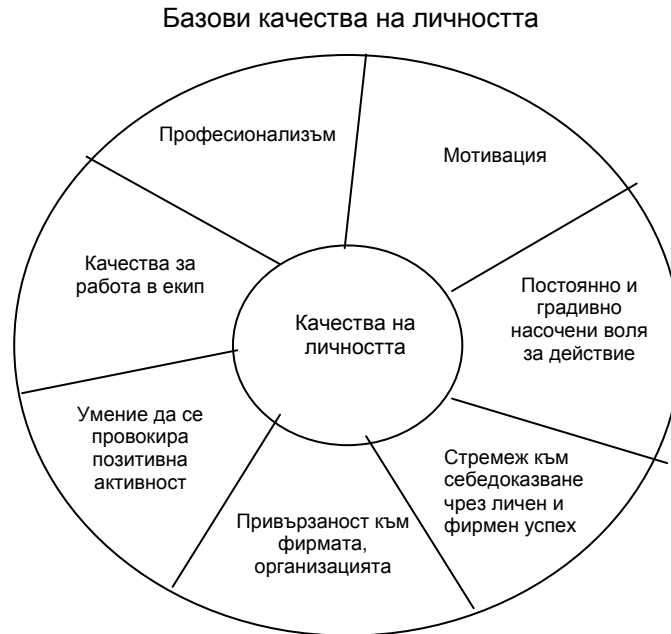 Базови качества на личността
Професионализъм
Мотивация
Качества за
работа в екип
Постоянно и
градивно
насочени воля
за действие
Качества на
личността
Умение да се
провокира
позитивна
активност
Стремеж към
себедоказване
чрез личен и
фирмен успех
Привързаност към
фирмата,
организацията